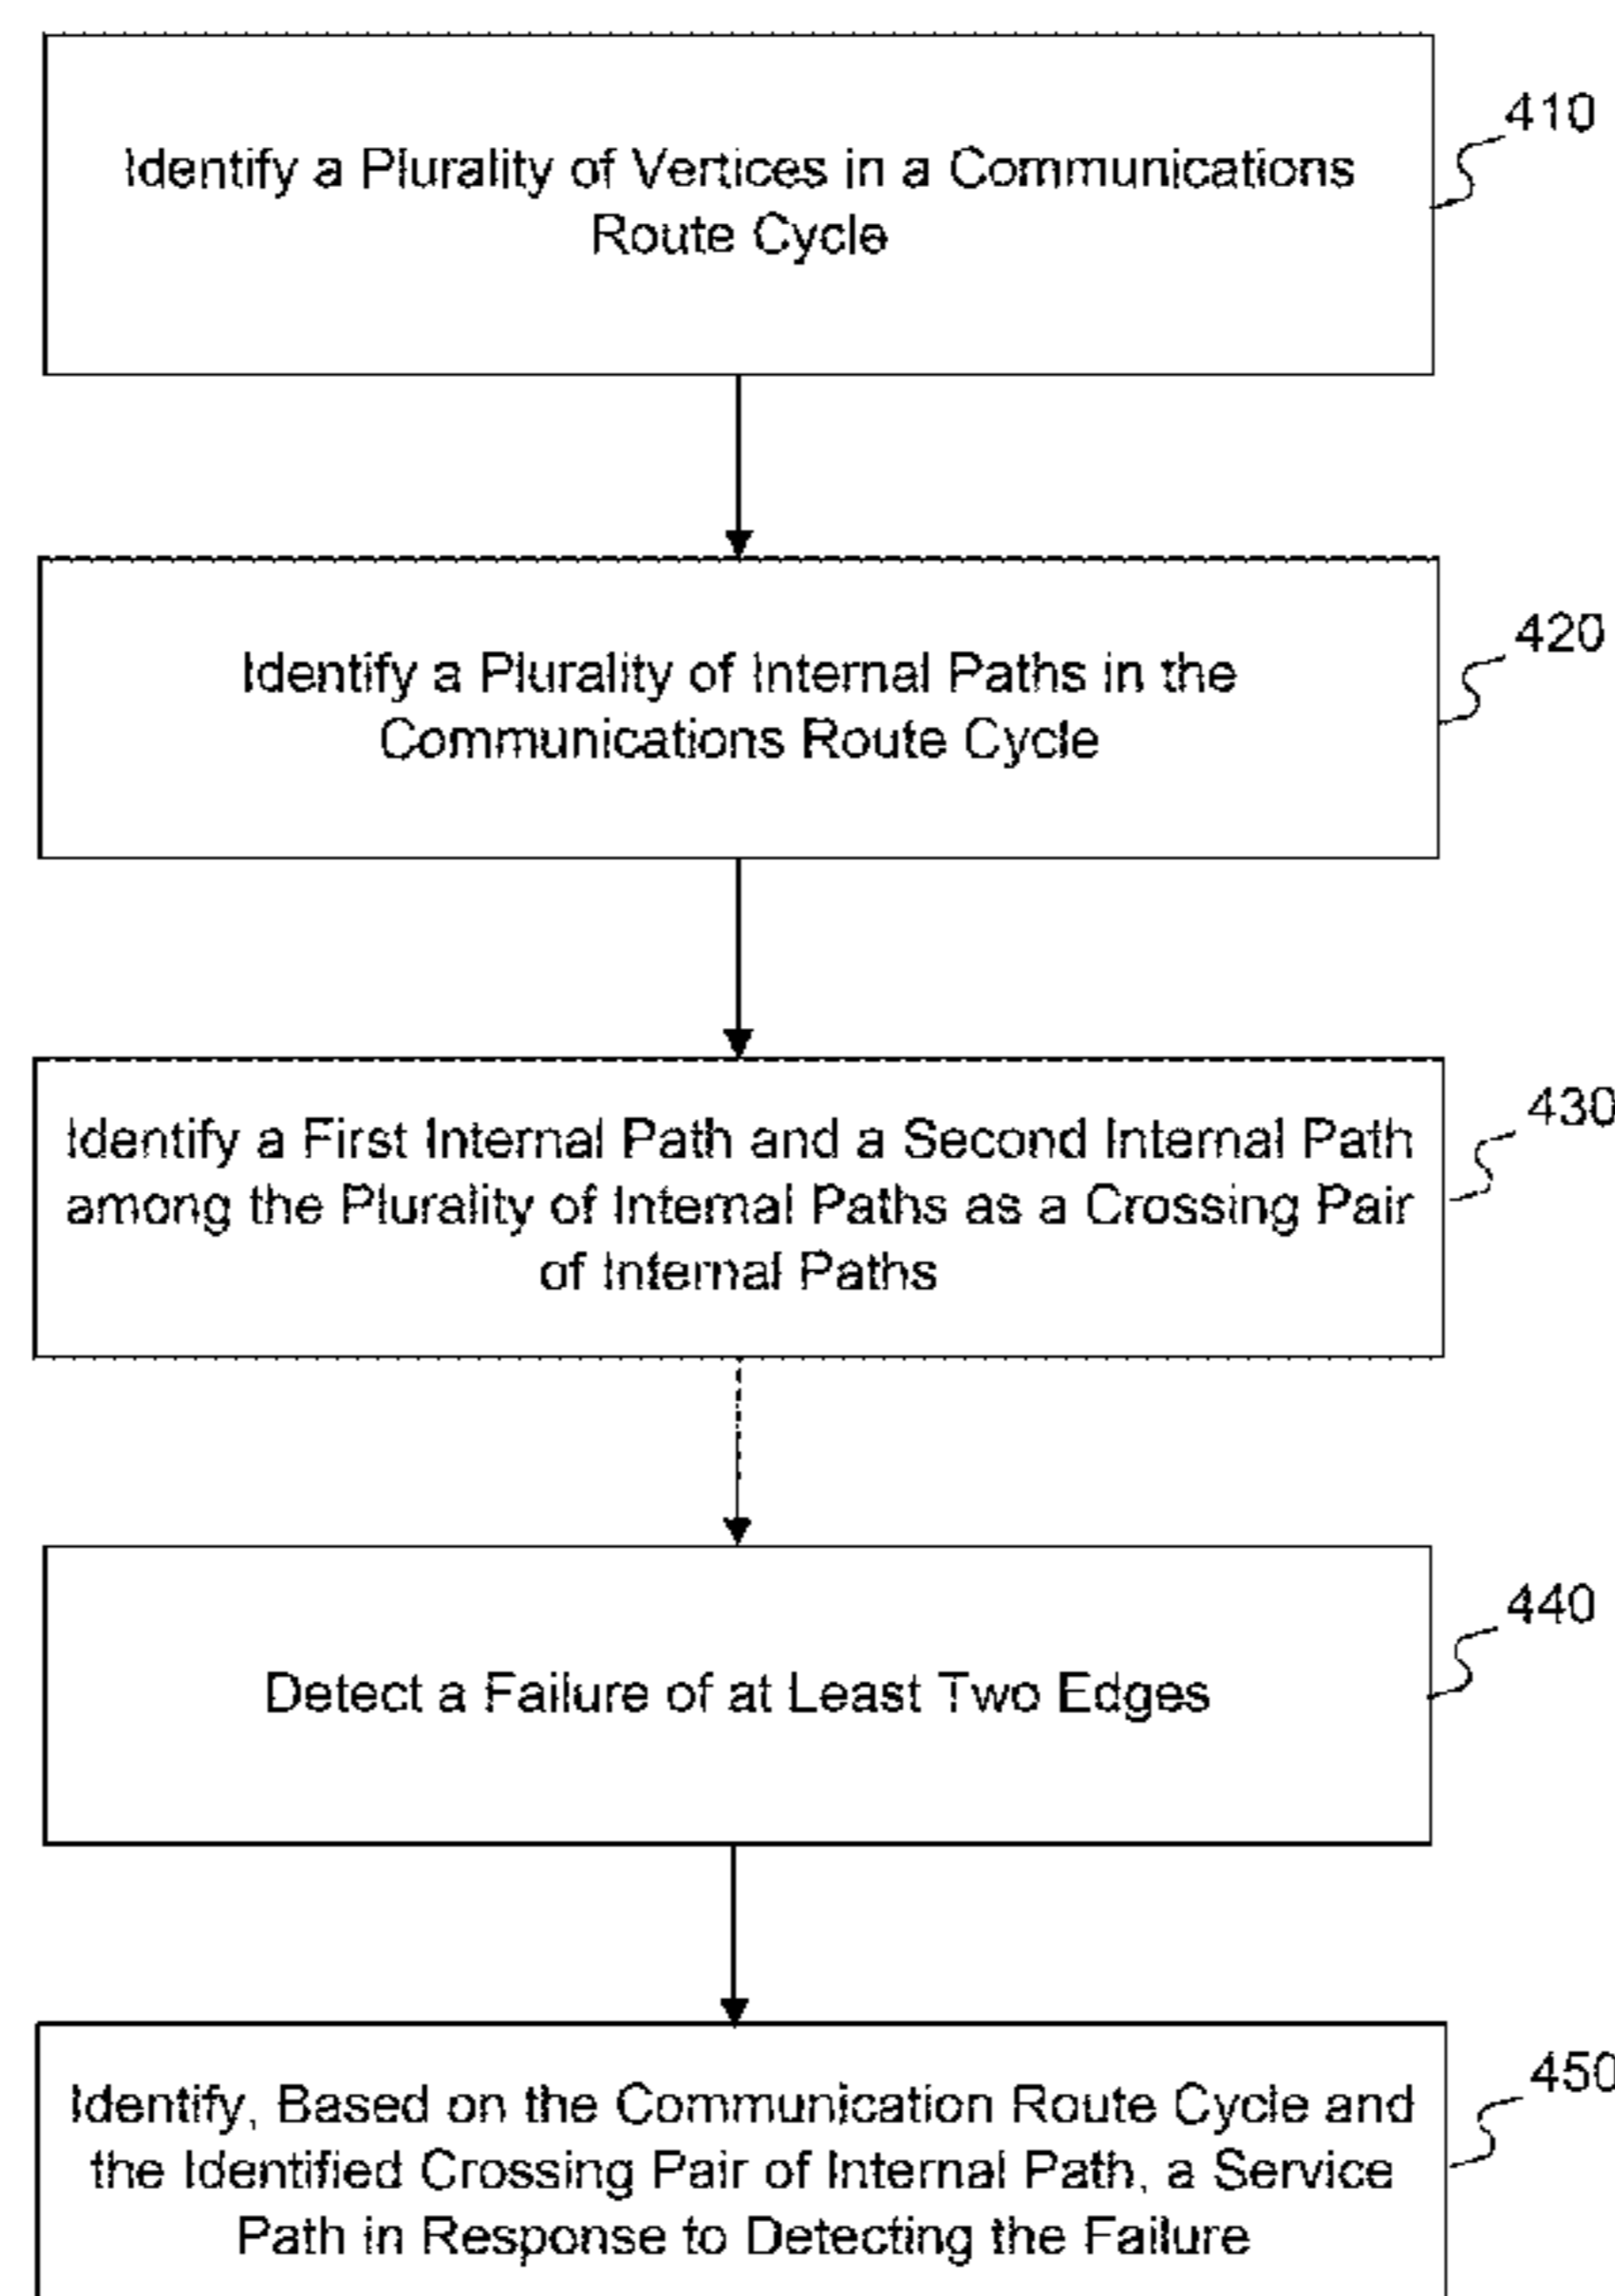 410
Identify a Plurality of Vertices in a Communications
Route Cycle
420
Identify a Plurality of Internal Paths in the
Communications Route Cycle
430
Identify a First Internal Path and a Second Internal Path
among the Plurality of Internal Paths as a Crossing Pair
of Internal Paths
440
Detect a Failure of at Least Two Edges
450
Identify, Based on the Communication Route Cycle and
the Identified Crossing Pair of Internal Path, a Service
Path in Response to Detecting the Failure